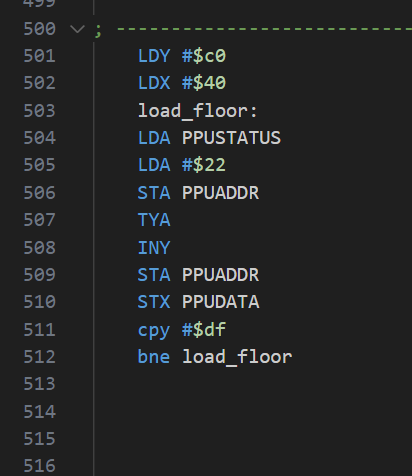 499
500 ; --------------------------------
501 LDY #$c0
502 LDX #$40
503 load_floor:
504 LDA PPUSTATUS
505 LDA #$22
506 STA PPUADDR
507 TYA
508 INY
509 STA PPUADDR
510 STX PPUDATA
511 cpy #$df
512 bne load_floor
513
514
515
516